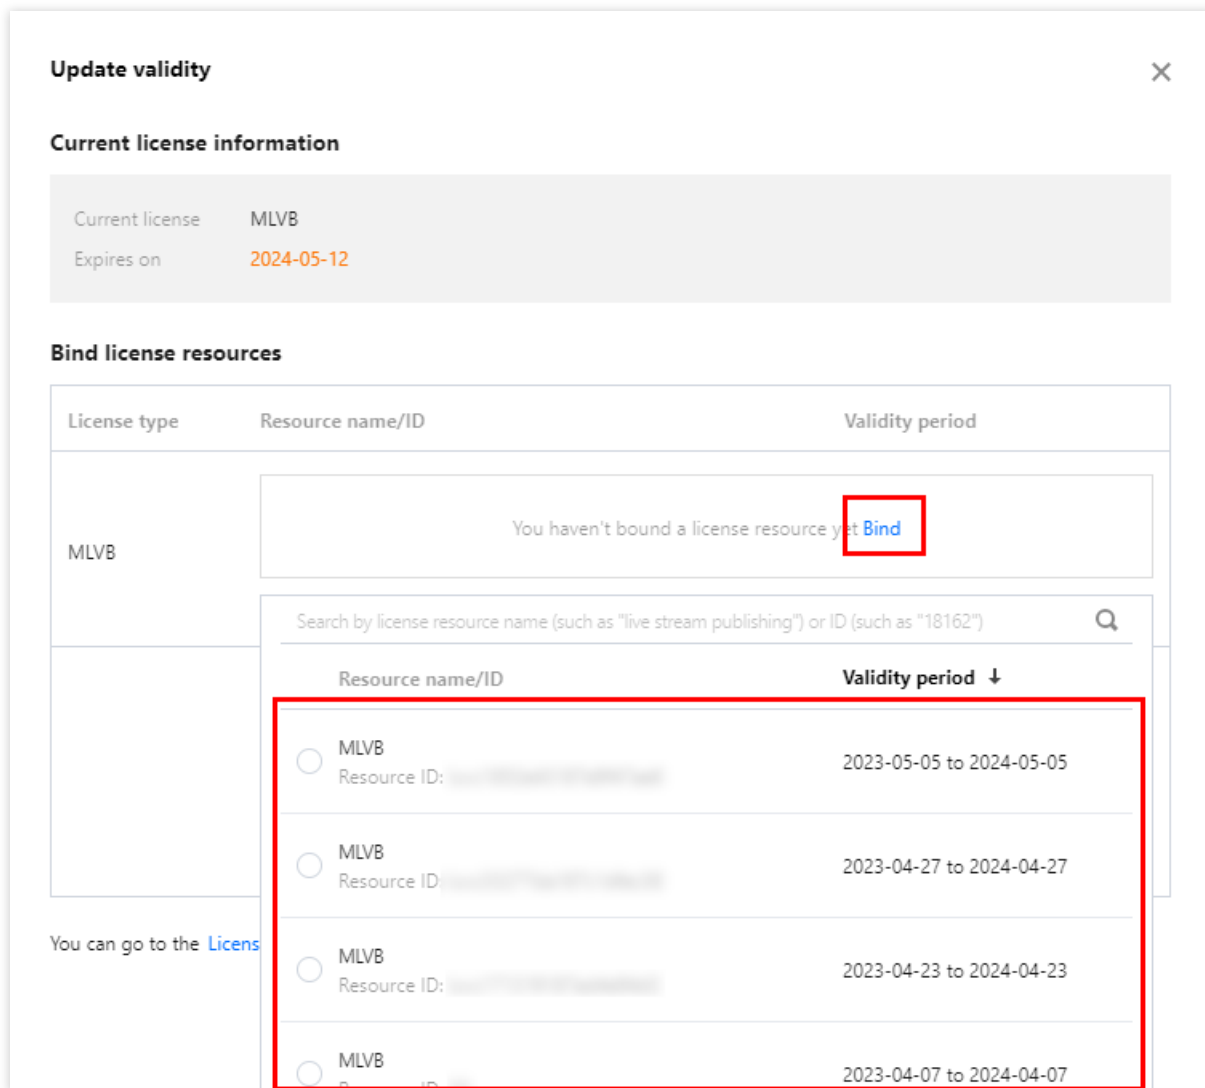 Update validity
Current license information
Current license MLVB
Expires on 2024-05-12
Bind license resources
License type Resource name/ID Validity period
You haven't bound a license resource yet Bind
MLVB
Search by license resource name (such as "live stream publishing") or ID (such as "18162")
Resource name/ID Validity period
MLVB
Resource ID:
2023-05-05 to 2024-05-05
MLVB
Resource ID:
2023-04-27 to 2024-04-27
You can go to the Licens
MLVB
Resource ID:
2023-04-23 to 2024-04-23
MLVB
2023-04-07 to 2024-04-07